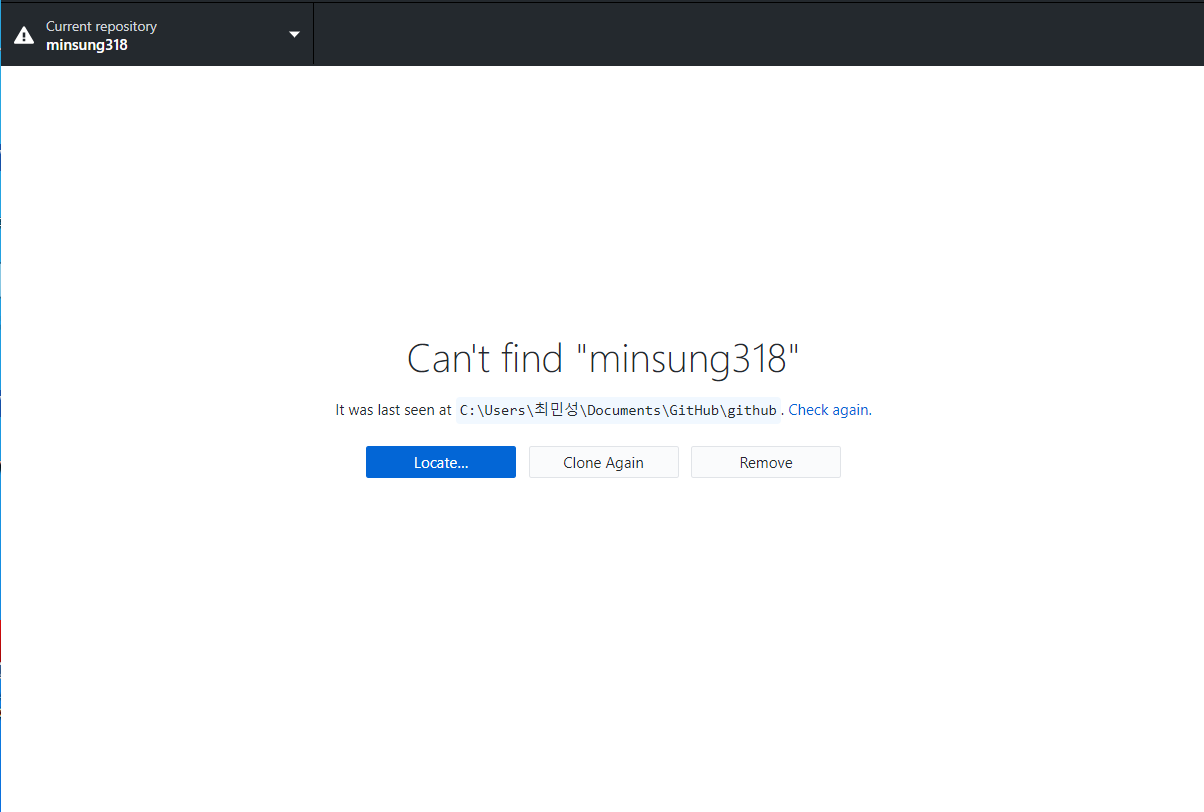 Current repository
minsung318
Can't find "minsung318"
It was last seen at C:\Users\최민성\Documents\GitHub\github . Check again.
Locate... Clone Again Remove